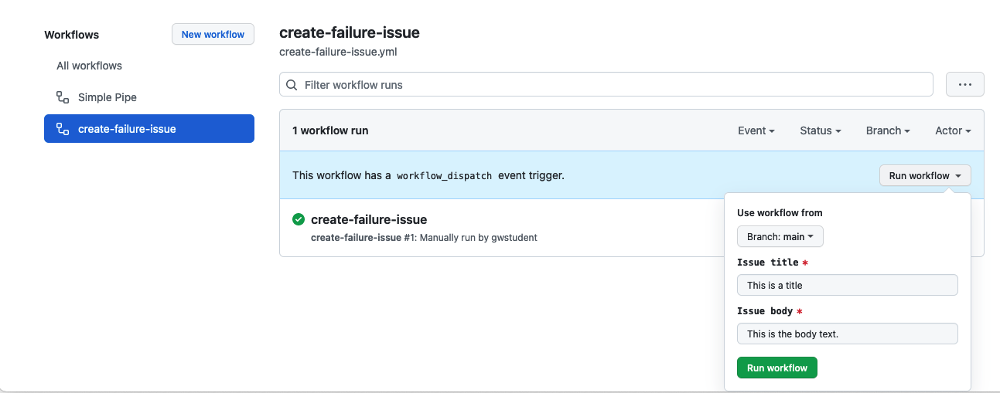 Workflows
New workflow
All workflows
Simple Pipe
create-failure-issue
create-failure-issue
create-failure-issue.yml
Filter workflow runs
1 workflow run
Event
Status
Branch
Actor
This workflow has a workflow_dispatch event trigger.
Run workflow
create-failure-issue
create-failure-issue #1: Manually run by gwstudent
Use workflow from
Branch: main
Issue title *
This is a title
Issue body *
This is the body text.
Run workflow